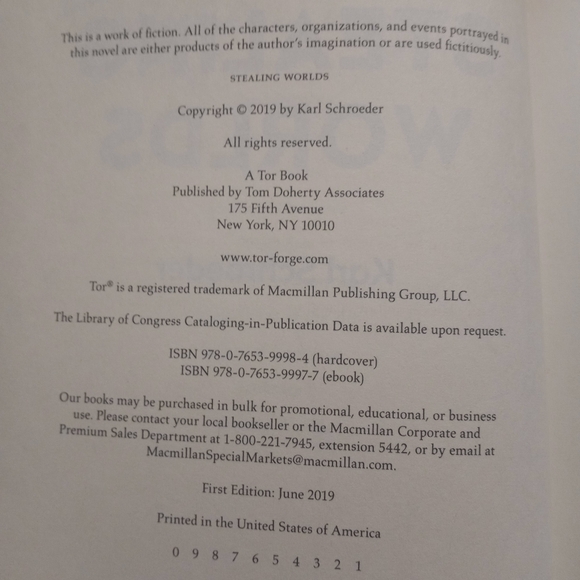 This is a work of fiction. All of the characters, organizations, and events portrayed in
this novel are either products of the author's imagination or are used fictitiously.
STEALING WORLDS
Copyright © 2019 by Karl Schroeder
All rights reserved.
A Tor Book
Published by Tom Doherty Associates
175 Fifth Avenue
New York, NY 10010
www.tor-forge.com
Tor® is a registered trademark of Macmillan Publishing Group, LLC.
The Library of Congress Cataloging-in-Publication Data is available upon request.
ISBN 978-0-7653-9998-4 (hardcover)
ISBN 978-0-7653-9997-7 (ebook)
Our books may be purchased in bulk for promotional, educational, or business
use. Please contact your local bookseller or the Macmillan Corporate and
Premium Sales Department at 1-800-221-7945, extension 5442, or by email at
MacmillanSpecialMarkets@macmillan.com.
First Edition: June 2019
Printed in the United States of America
0 9 8 7 6 5 4 3 2 1